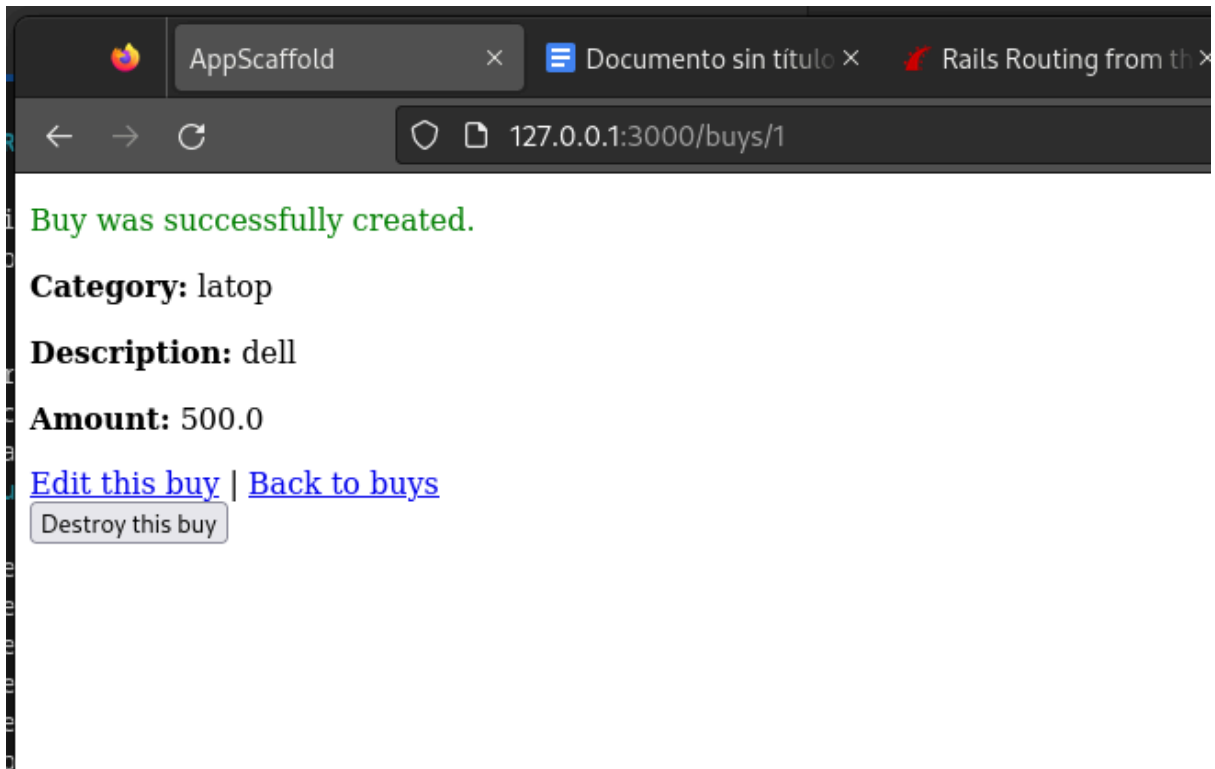 AppScaffold
Documento sin título
Rails Routing from th
127.0.0.1:3000/buys/1
Buy was successfully created.
Category: latop
Description: dell
Amount: 500.0
Edit this buy | Back to buys
Destroy this buy